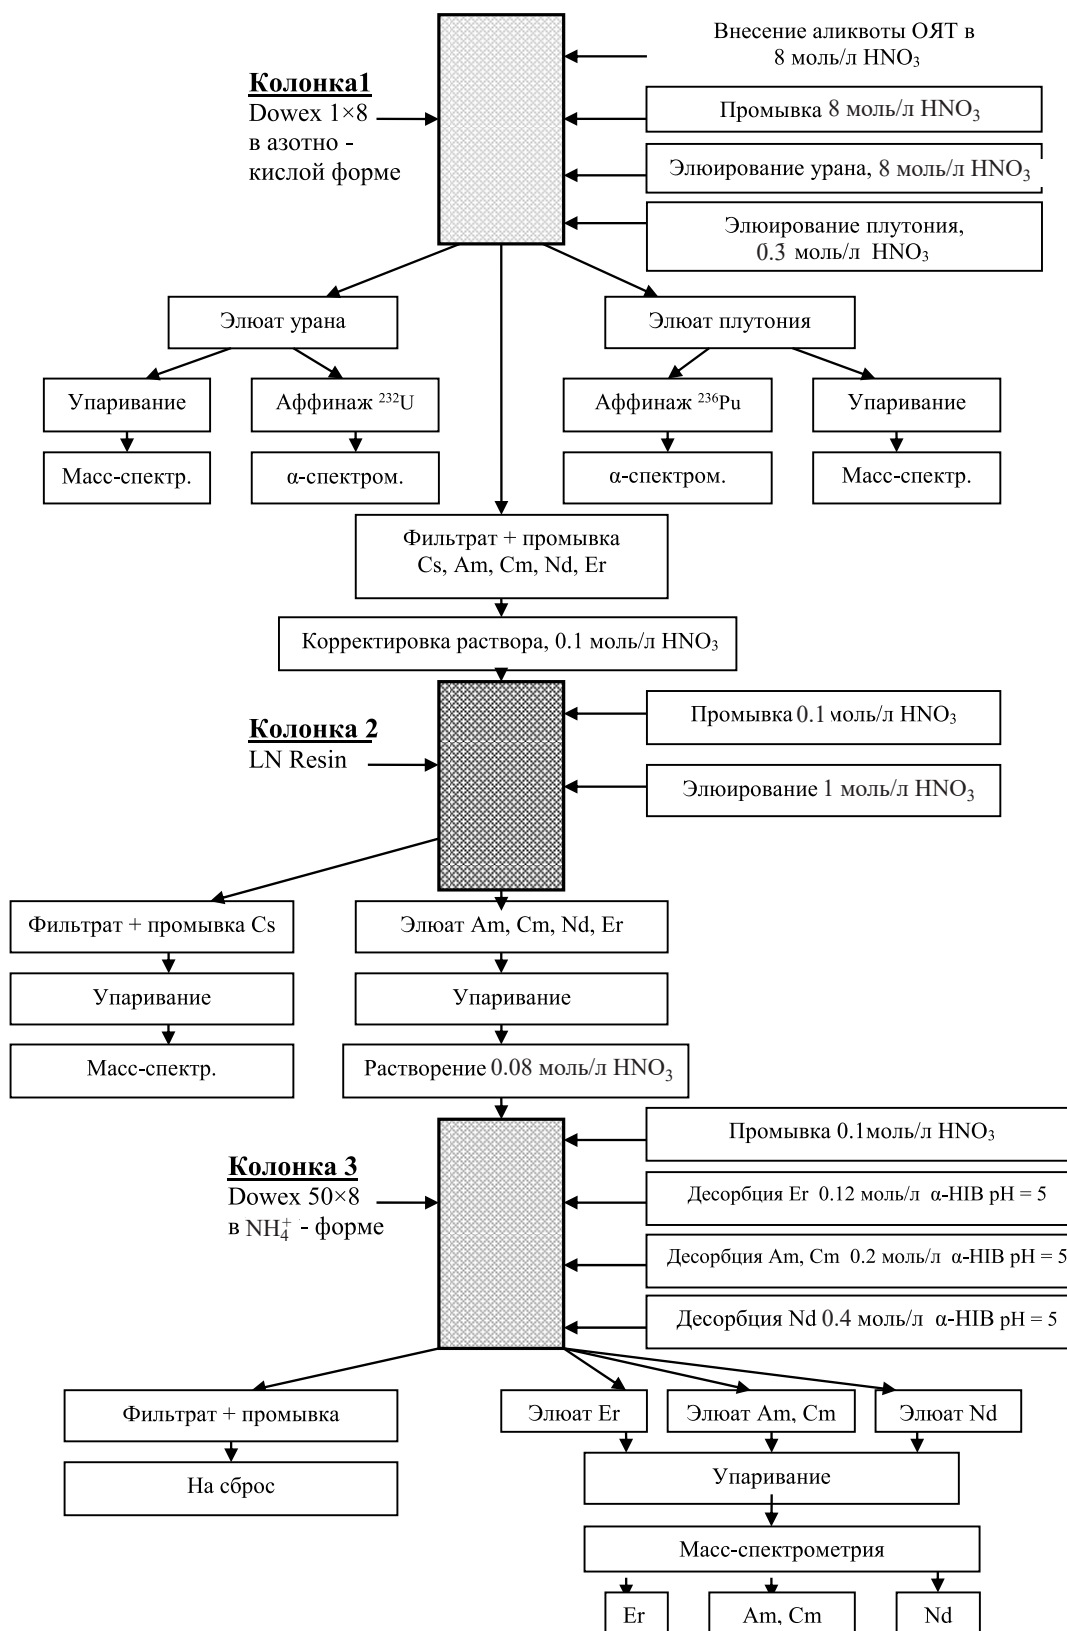 Внесение аликвоты ОЯТ в
8 моль/л HNO₃
Колонка1
Dowex 1×8
в азотно -
кислой форме
Промывка 8 моль/л HNO₃
Элюирование урана, 8 моль/л HNO₃
Элюирование плутония,
0.3 моль/л HNO₃
Элюат урана
Элюат плутония
Упаривание
Аффинаж ²³²U
Аффинаж ²³⁶Pu
Упаривание
Масс-спектр.
α-спектром.
α-спектром.
Масс-спектр.
Фильтрат + промывка
Cs, Am, Cm, Nd, Er
Корректировка раствора, 0.1 моль/л HNO₃
Колонка 2
LN Resin
Промывка 0.1 моль/л HNO₃
Элюирование 1 моль/л HNO₃
Фильтрат + промывка Cs
Элюат Am, Cm, Nd, Er
Упаривание
Упаривание
Масс-спектр.
Растворение 0.08 моль/л HNO₃
Колонка 3
Dowex 50×8
в NH₄⁺ - форме
Промывка 0.1моль/л HNO₃
Десорбция Er 0.12 моль/л α-HIB pH = 5
Десорбция Am, Cm 0.2 моль/л α-HIB pH = 5
Десорбция Nd 0.4 моль/л α-HIB pH = 5
Фильтрат + промывка
Элюат Er
Элюат Am, Cm
Элюат Nd
На сброс
Упаривание
Масс-спектрометрия
Er
Am, Cm
Nd